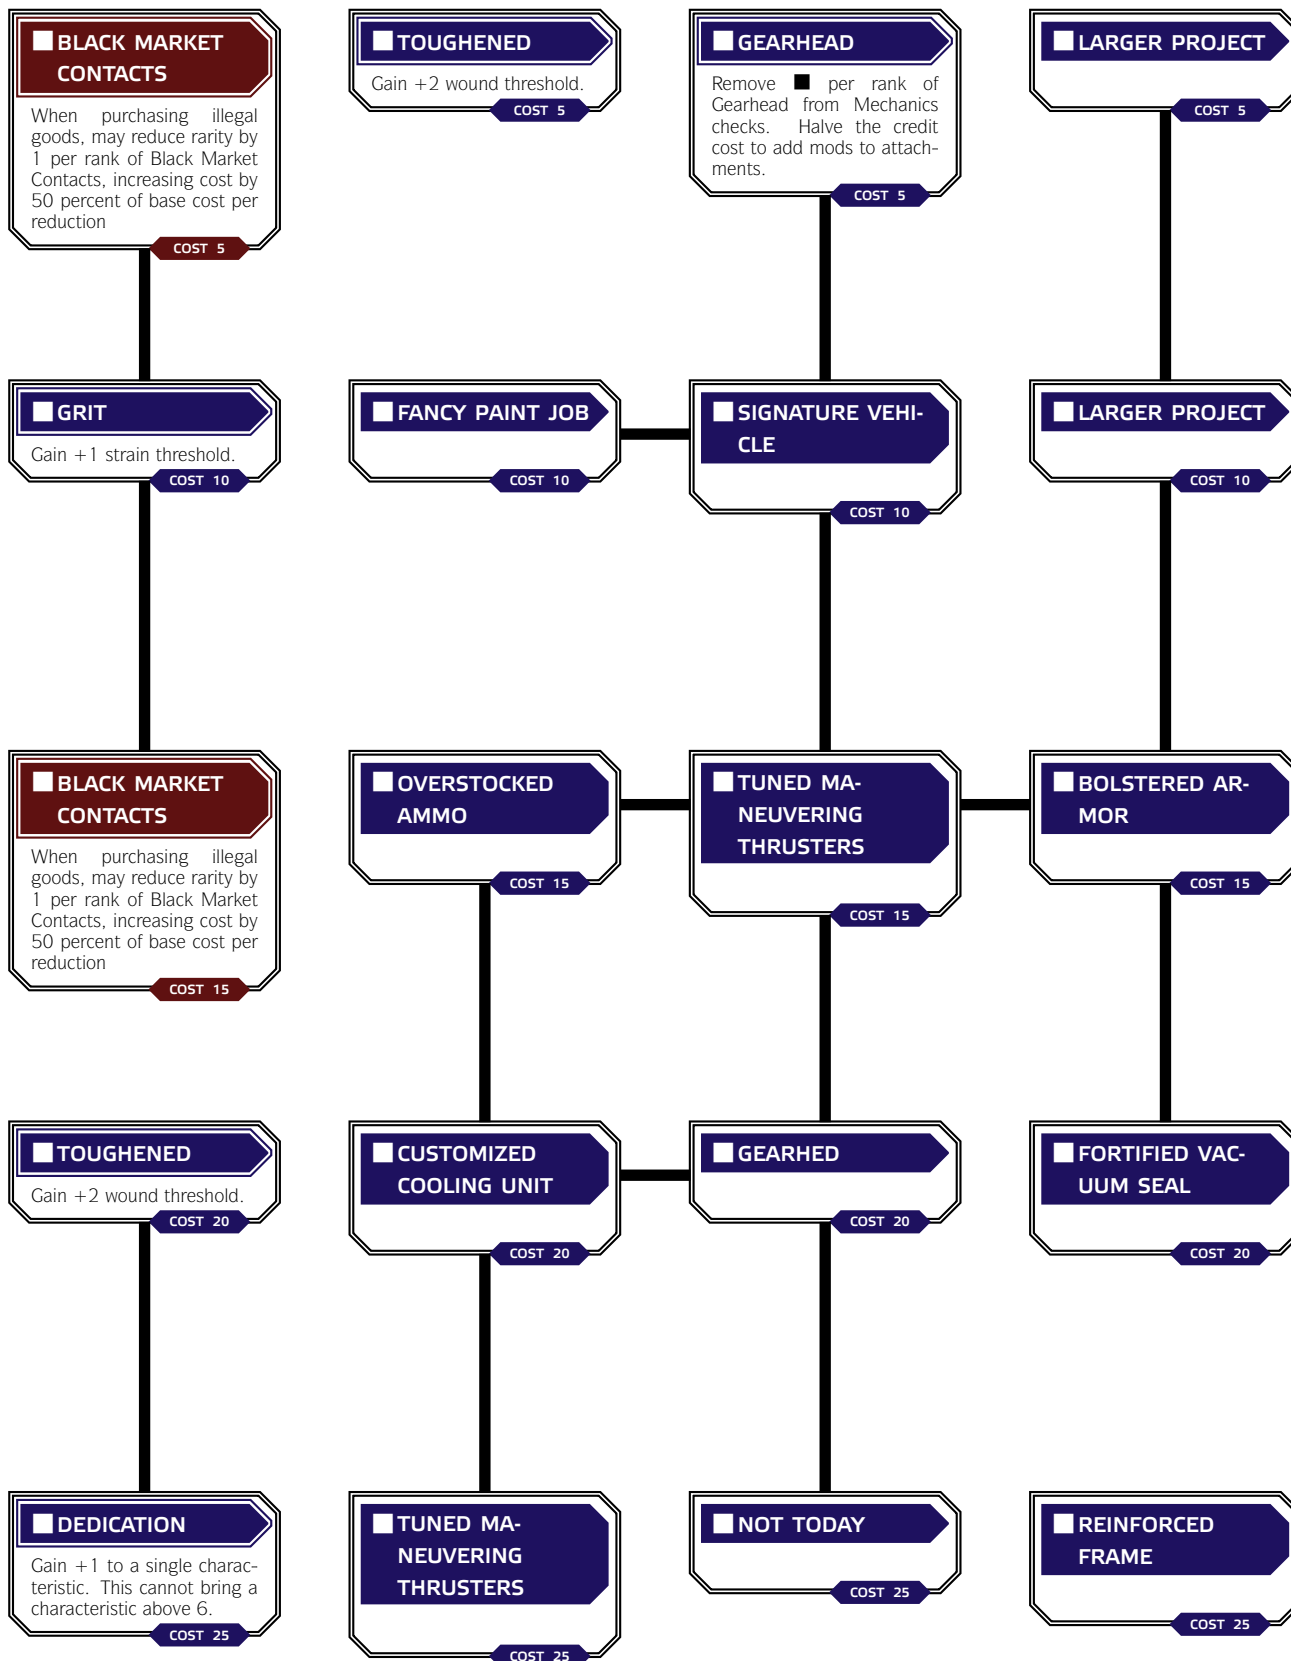 BLACK MARKET
CONTACTS
When purchasing illegal
goods, may reduce rarity by
1 per rank of Black Market
Contacts, increasing cost by
50 percent of base cost per
reduction
COST 5
TOUGHENED
Gain +2 wound threshold.
COST 5
GEARHEAD
Remove ■ per rank of
Gearhead from Mechanics
checks. Halve the credit
cost to add mods to attach-
ments.
COST 5
LARGER PROJECT
COST 5
GRIT
Gain +1 strain threshold.
COST 10
FANCY PAINT JOB
COST 10
SIGNATURE VEHI-
CLE
COST 10
LARGER PROJECT
COST 10
BLACK MARKET
CONTACTS
When purchasing illegal
goods, may reduce rarity by
1 per rank of Black Market
Contacts, increasing cost by
50 percent of base cost per
reduction
COST 15
OVERSTOCKED
AMMO
COST 15
TUNED MA-
NEUVERING
THRUSTERS
COST 15
BOLSTERED AR-
MOR
COST 15
TOUGHENED
Gain +2 wound threshold.
COST 20
CUSTOMIZED
COOLING UNIT
COST 20
GEARHED
COST 20
FORTIFIED VAC-
UUM SEAL
COST 20
DEDICATION
Gain +1 to a single charac-
teristic. This cannot bring a
characteristic above 6.
COST 25
TUNED MA-
NEUVERING
THRUSTERS
COST 25
NOT TODAY
COST 25
REINFORCED
FRAME
COST 25